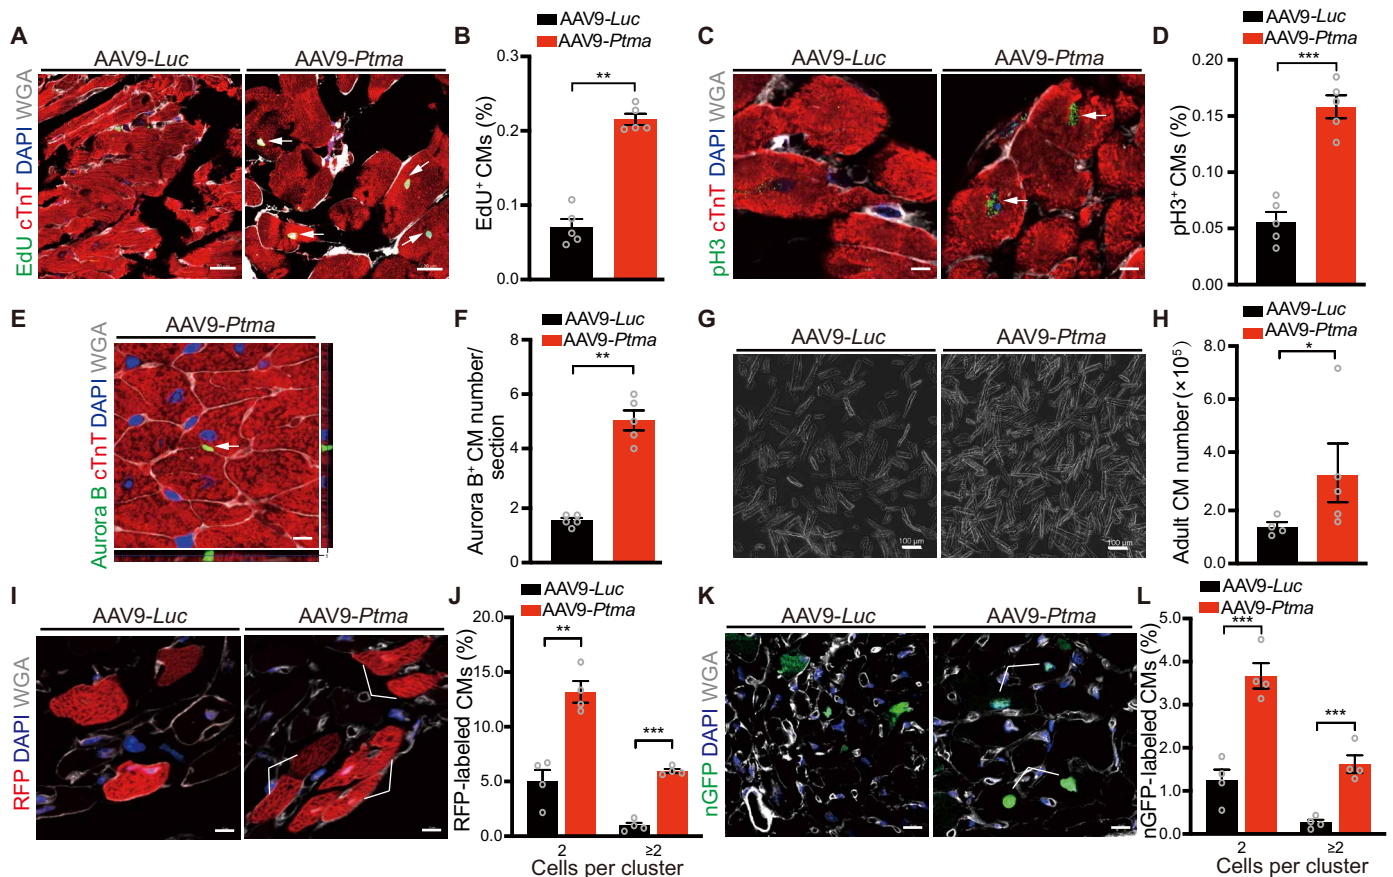 A
AAV9-Luc
AAV9-Ptma
EdU cTnT DAPI WGA
B
AAV9-Luc
AAV9-Ptma
EdU⁺ CMs (%)
0.3
0.2
0.1
0.0
**
C
AAV9-Luc
AAV9-Ptma
pH3 cTnT DAPI WGA
D
AAV9-Luc
AAV9-Ptma
pH3⁺ CMs (%)
0.20
0.15
0.10
0.05
0.00
***
E
AAV9-Ptma
Aurora B cTnT DAPI WGA
F
AAV9-Luc
AAV9-Ptma
Aurora B⁺ CM number/
section
8
6
4
2
0
**
G
AAV9-Luc
AAV9-Ptma
100 µm
100 µm
H
AAV9-Luc
AAV9-Ptma
Adult CM number (×10⁵)
8.0
6.0
4.0
2.0
0.0
*
I
AAV9-Luc
AAV9-Ptma
RFP DAPI WGA
J
AAV9-Luc
AAV9-Ptma
RFP-labeled CMs (%)
20.0
15.0
10.0
5.0
0.0
**
***
2
≥2
Cells per cluster
K
AAV9-Luc
AAV9-Ptma
nGFP DAPI WGA
L
AAV9-Luc
AAV9-Ptma
nGFP-labeled CMs (%)
5.0
4.0
3.0
2.0
1.0
0.0
***
***
2
≥2
Cells per cluster